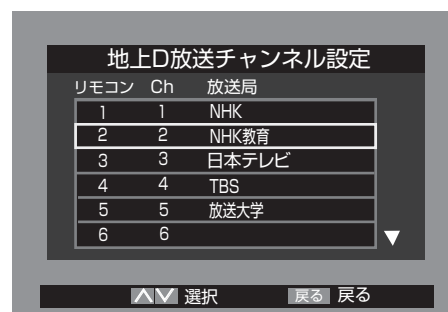 地上D放送チャンネル設定
リモコン Ch 放送局
1 1 NHK
2 2 NHK教育
3 3 日本テレビ
4 4 TBS
5 5 放送大学
6 6
▼
∧∨ 選択 戻る 戻る